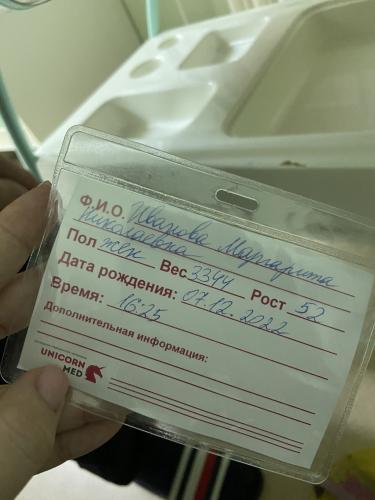 Ф.И.О. Иванова Маргарита
Николаевна
Пол жен Вес 3344 Рост 52
Дата рождения: 07.12.2022
Время: 16:25
Дополнительная информация:
UNICORN
MED